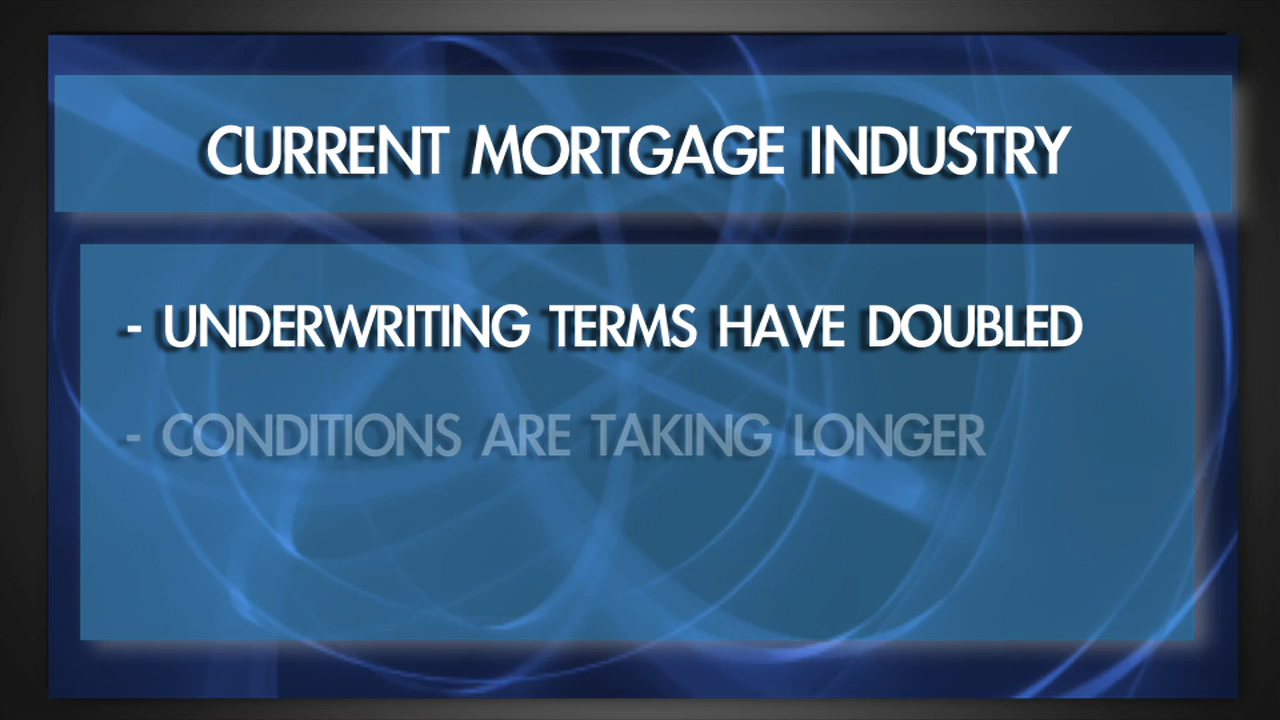 CURRENT MORTGAGE INDUSTRY
- UNDERWRITING TERMS HAVE DOUBLED
- CONDITIONS ARE TAKING LONGER